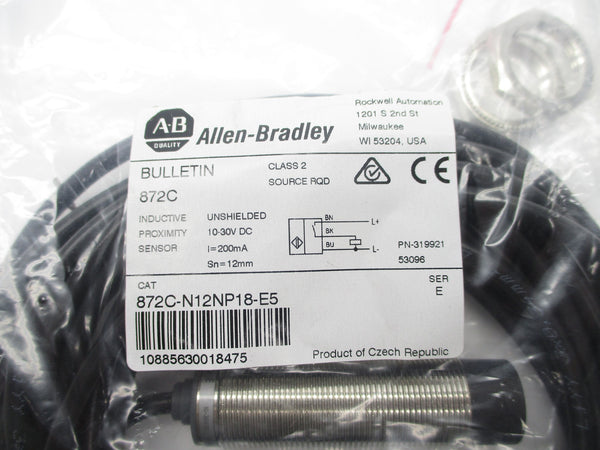 A·B
QUALITY
Allen-Bradley
Rockwell Automation
1201 S. 2nd St
Milwaukee
WI 53204, USA
BULLETIN
872C
CLASS 2
SOURCE RQD
CE
INDUCTIVE
PROXIMITY
SENSOR
UNSHIELDED
10-30V DC
I=200mA
Sn=12mm
BN
BK
BU
L+
L-
PN-319921
53096
CAT
872C-N12NP18-E5
SER
E
10885630018475
Product of Czech Republic